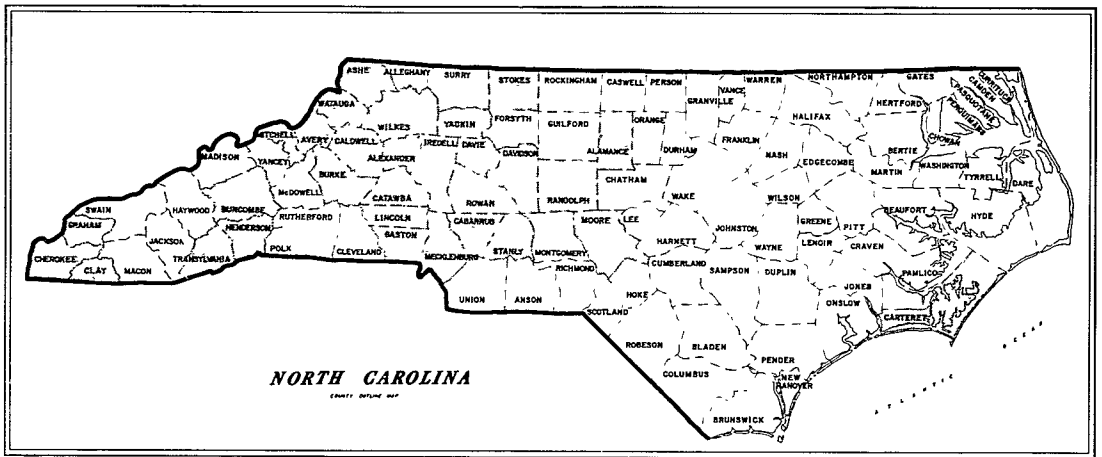 ASHE ALLEGHANY SURRY STOKES ROCKINGHAM CASWELL PERSON WARREN NORTHAMPTON GATES CURRITUCK
VANCE CAMDEN
GRANVILLE PASQUOTANK
WATAUGA HERTFORD PERQUIMANS
WILKES YADKIN FORSYTH GUILFORD ORANGE HALIFAX
MITCHELL AVERY CALDWELL IREDELL DAVIE DAVIDSON ALAMANCE DURHAM FRANKLIN NASH CHOWAN
MADISON YANCEY ALEXANDER EDGECOMBE BERTIE
BURKE MARTIN WASHINGTON
McDOWELL CHATHAM TYRRELL DARE
CATAWBA ROWAN RANDOLPH WAKE WILSON
SWAIN HAYWOOD BUNCOMBE RUTHERFORD LINCOLN CABARRUS MOORE LEE GREENE BEAUFORT HYDE
GRAHAM HENDERSON GASTON JOHNSTON PITT
JACKSON HARNETT WAYNE LENOIR CRAVEN
CHEROKEE TRANSYLVANIA POLK CLEVELAND MECKLENBURG STANLY MONTGOMERY
CLAY MACON RICHMOND CUMBERLAND SAMPSON DUPLIN PAMLICO
UNION ANSON HOKE JONES
SCOTLAND ONSLOW
CARTERET
ROBESON BLADEN
PENDER
COLUMBUS NEW
HANOVER
BRUNSWICK
ATLANTIC OCEAN
NORTH CAROLINA
COUNTY OUTLINE MAP